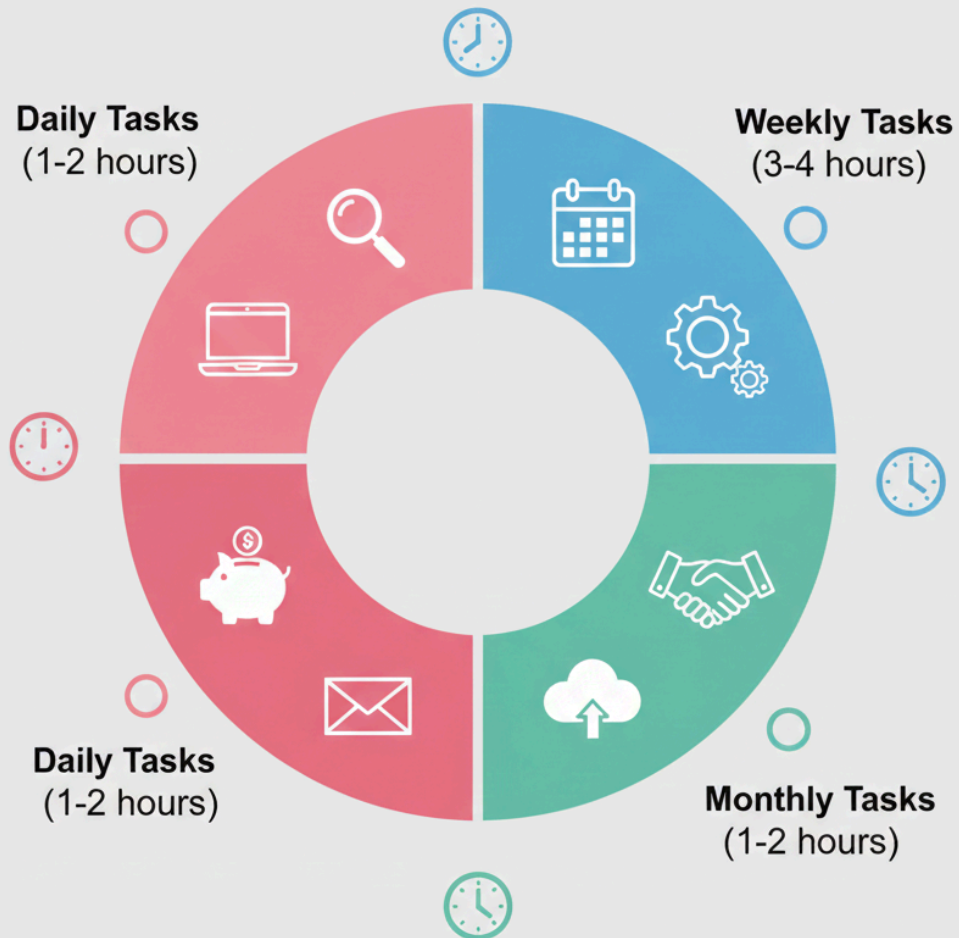 Daily Tasks
(1-2 hours)
Weekly Tasks
(3-4 hours)
$
Daily Tasks
(1-2 hours)
Monthly Tasks
(1-2 hours)